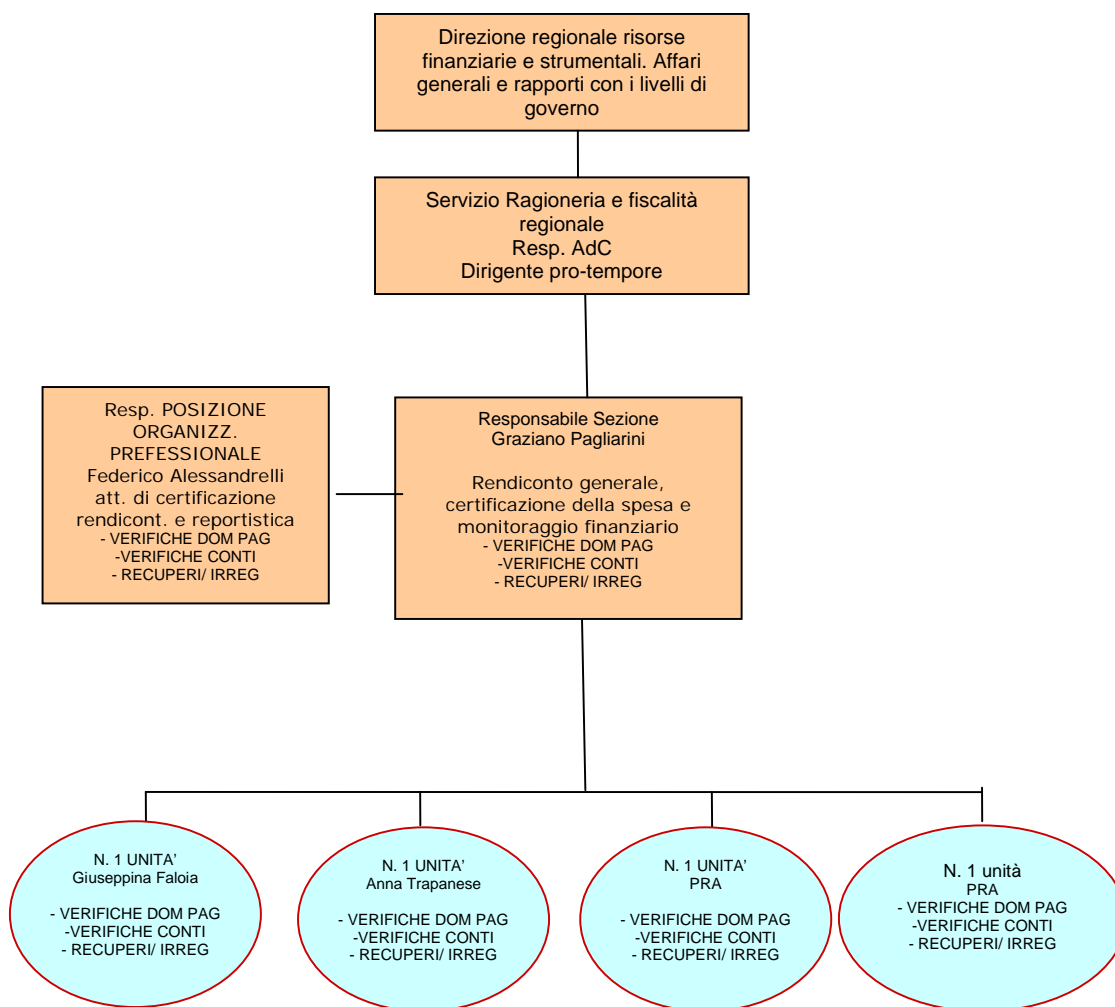 Direzione regionale risorse
finanziarie e strumentali. Affari
generali e rapporti con i livelli di
governo
Servizio Ragioneria e fiscalità
regionale
Resp. AdC
Dirigente pro-tempore
Resp. POSIZIONE
ORGANIZZ.
PREFESSIONALE
Federico Alessandrelli
att. di certificazione
rendicont. e reportistica
- VERIFICHE DOM PAG
-VERIFICHE CONTI
- RECUPERI/ IRREG
Responsabile Sezione
Graziano Pagliarini
Rendiconto generale,
certificazione della spesa e
monitoraggio finanziario
- VERIFICHE DOM PAG
-VERIFICHE CONTI
- RECUPERI/ IRREG
N. 1 UNITA’
Giuseppina Faloia
- VERIFICHE DOM PAG
-VERIFICHE CONTI
- RECUPERI/ IRREG
N. 1 UNITA’
Anna Trapanese
- VERIFICHE DOM PAG
-VERIFICHE CONTI
- RECUPERI/ IRREG
N. 1 UNITA’
PRA
- VERIFICHE DOM PAG
-VERIFICHE CONTI
- RECUPERI/ IRREG
N. 1 unità
PRA
- VERIFICHE DOM PAG
-VERIFICHE CONTI
- RECUPERI/ IRREG